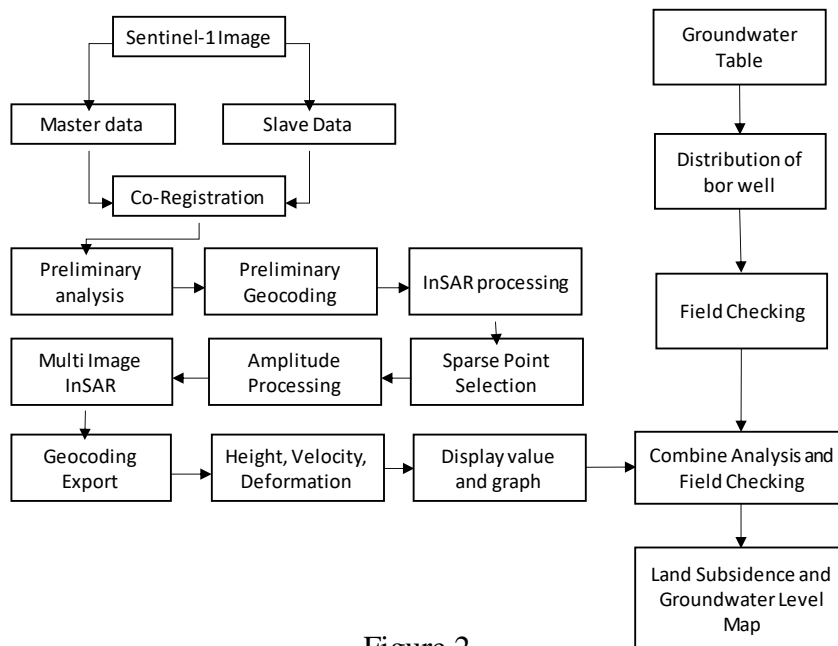 Sentinel-1 Image
Master data
Slave Data
Co-Registration
Preliminary
analysis
Preliminary
Geocoding
InSAR processing
Multi Image
InSAR
Amplitude
Processing
Sparse Point
Selection
Geocoding
Export
Height, Velocity,
Deformation
Display value
and graph
Groundwater
Table
Distribution of
bor well
Field Checking
Combine Analysis and
Field Checking
Land Subsidence and
Groundwater Level
Map
Figure 2